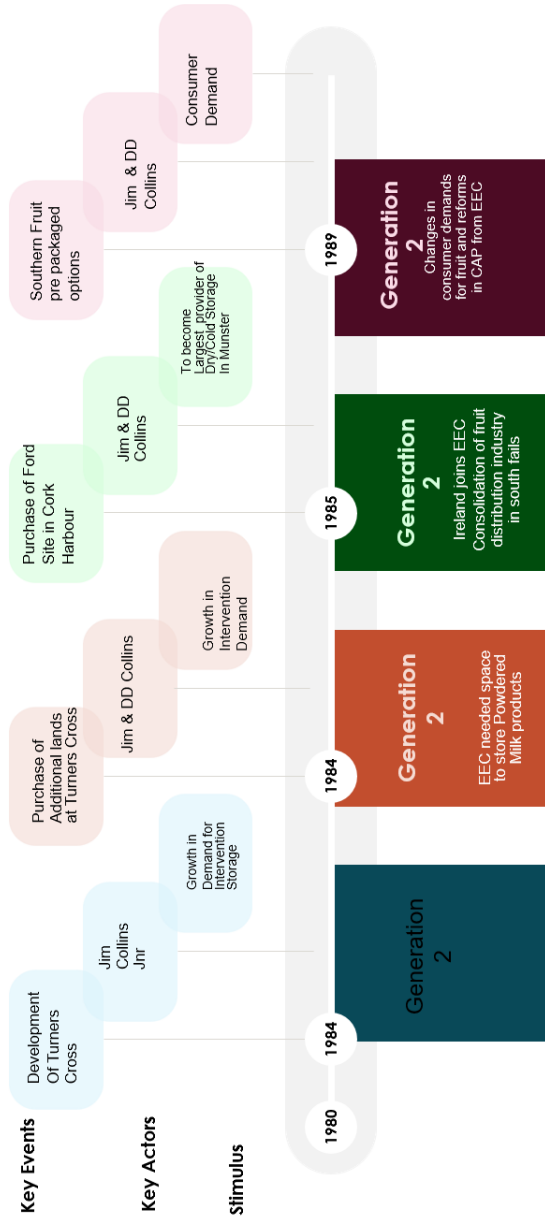 Key Events
Development
Of Turners
Cross
Purchase of
Additional lands
at Turners Cross
Purchase of Ford
Site in Cork
Harbour
Southern Fruit
pre packaged
options
Key Actors
Jim
Collins
Jnr
Jim & DD Collins
Jim & DD
Collins
Jim & DD
Collins
Stimulus
Growth in
Demand for
Intervention
Storage
Growth in
Intervention
Demand
To become
Largest provider of
Dry/Cold Storage
In Munster
Consumer
Demand
1980
1984
1984
1985
1989
Generation
2
Generation
2
EEC needed space
to store Powdered
Milk products
Generation
2
Ireland joins EEC
Consolidation of fruit
distribution industry
in south fails
Generation
2
Changes in
consumer demands
for fruit and reforms
in CAP from EEC